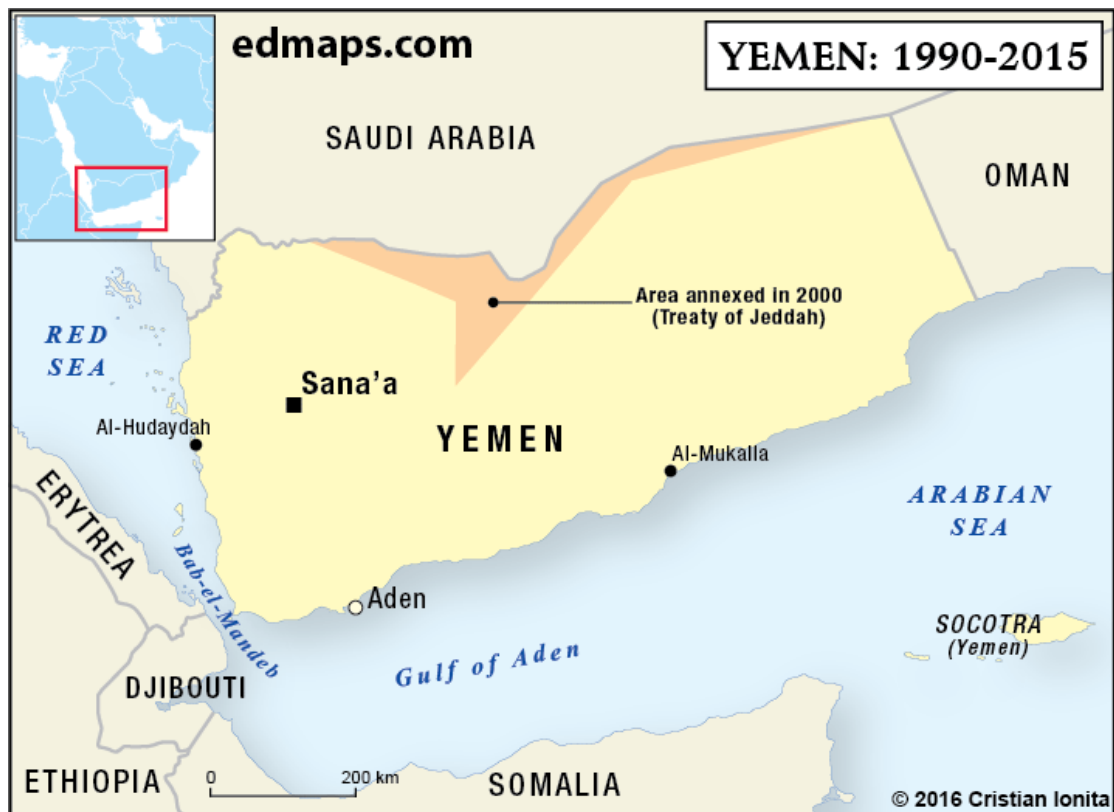 edmaps.com
YEMEN: 1990-2015
SAUDI ARABIA
OMAN
Area annexed in 2000
(Treaty of Jeddah)
RED
SEA
Sana'a
Al-Hudaydah
YEMEN
Al-Mukalla
ARABIAN
SEA
ERYTREA
Bab-el-Mandeb
Aden
SOCOTRA
(Yemen)
Gulf of Aden
DJIBOUTI
ETHIOPIA
0 200 km
SOMALIA
© 2016 Cristian Ionita